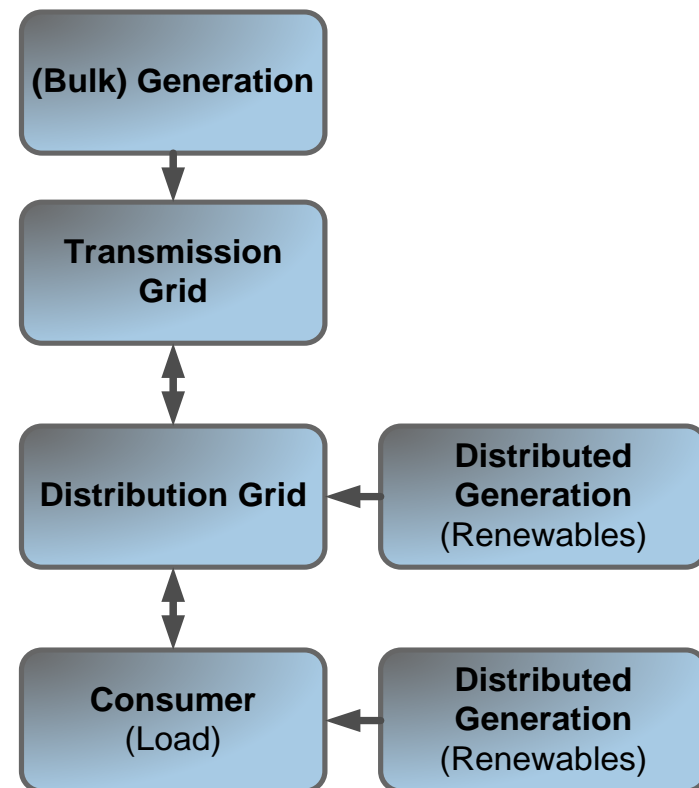 (Bulk) Generation
Transmission
Grid
Distribution Grid
Distributed
Generation
(Renewables)
Consumer
(Load)
Distributed
Generation
(Renewables)